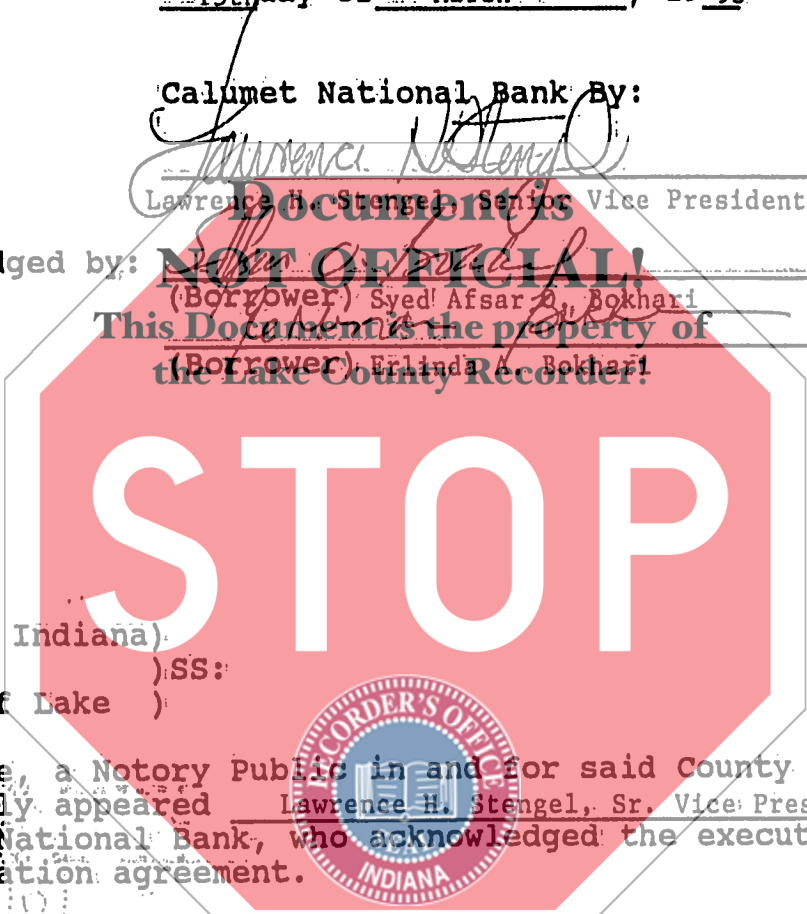 Calumet National Bank By:
Lawrence H. Stengel
Lawrence H. Stengel, Senior Vice President
Document is
ged by:
NOT OFFICIAL!
(Borrower) Syed Afsar Q. Bokhari
This Document is the property of
(Borrower) Erlinda A. Bokhari
the Lake County Recorder!
STOP
Indiana)
)SS:
Lake )
RECORDER'S OFFICE
e, a Notory Public in and for said County
ly appeared Lawrence H. Stengel, Sr. Vice Pres
National Bank, who acknowledged the execut
ation agreement.
INDIANA